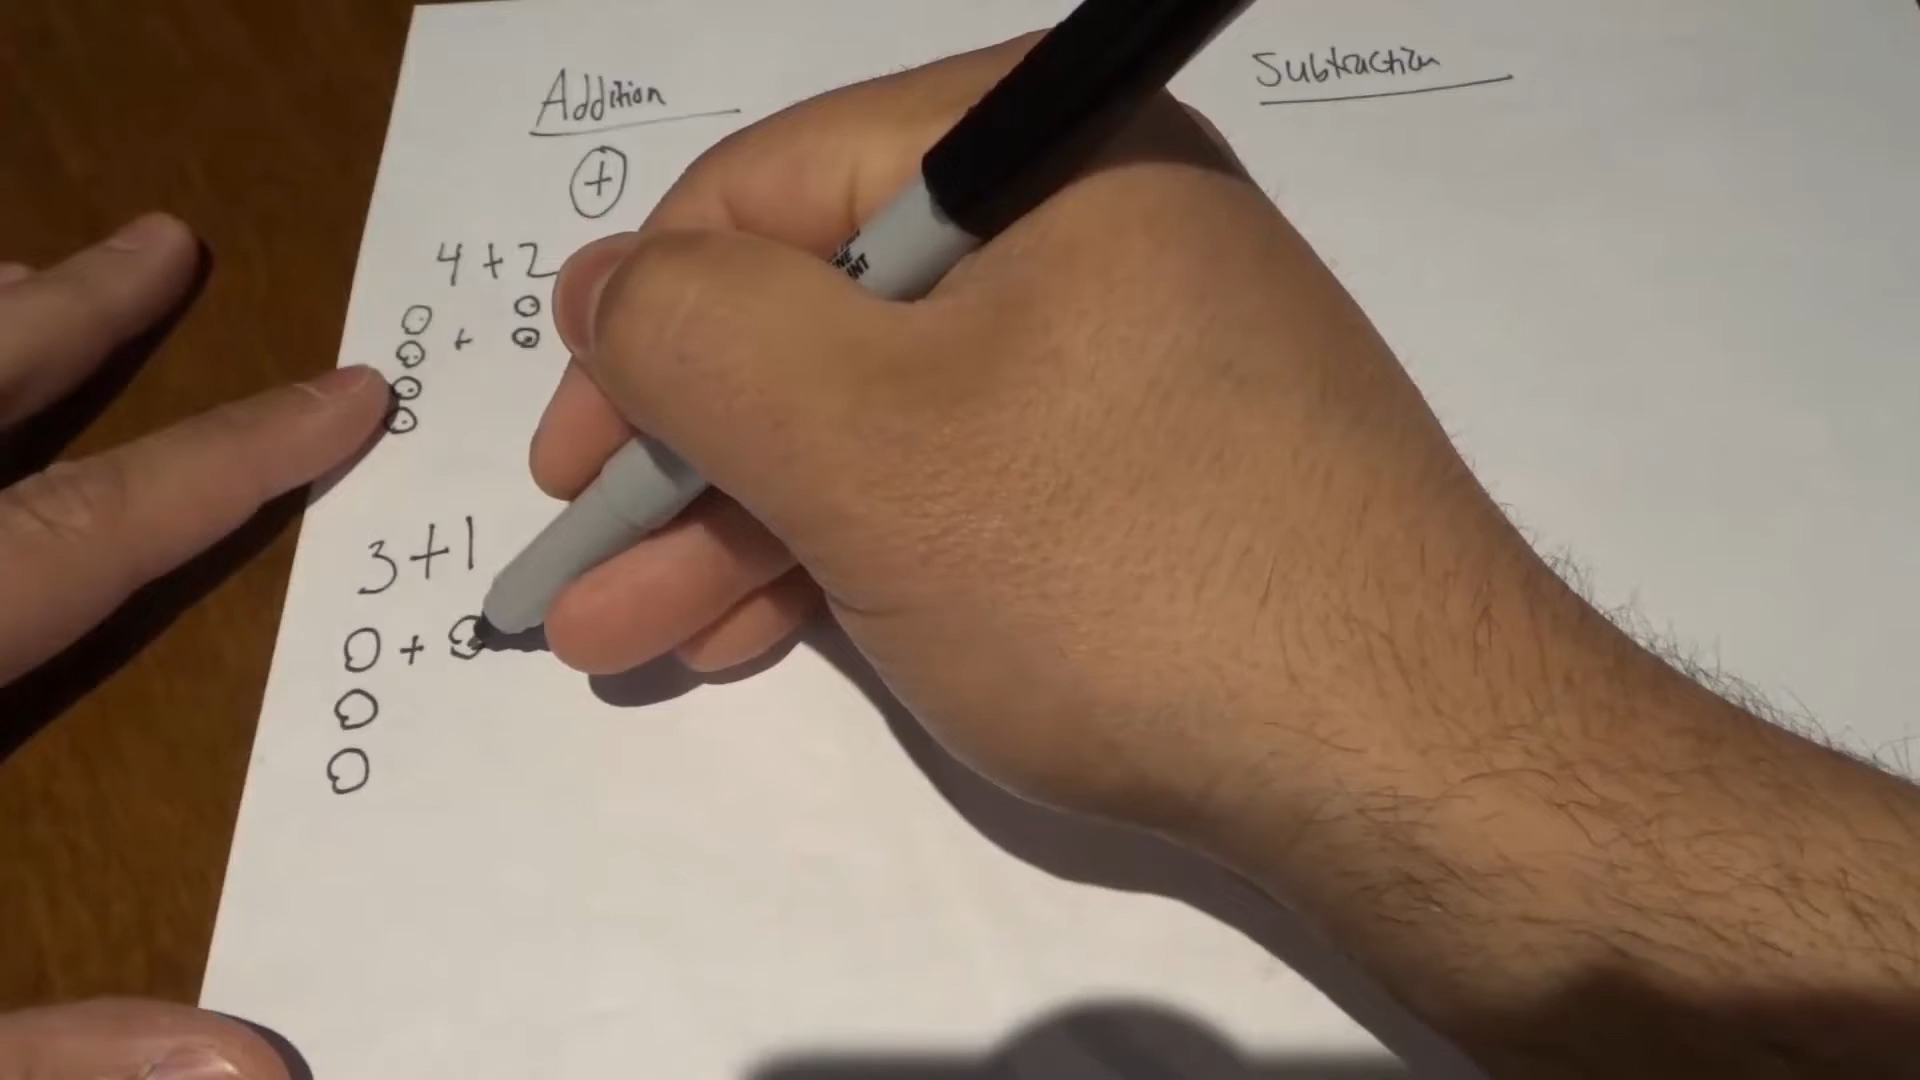 Addition
Subtraction
+
4+2
+
3+1
+